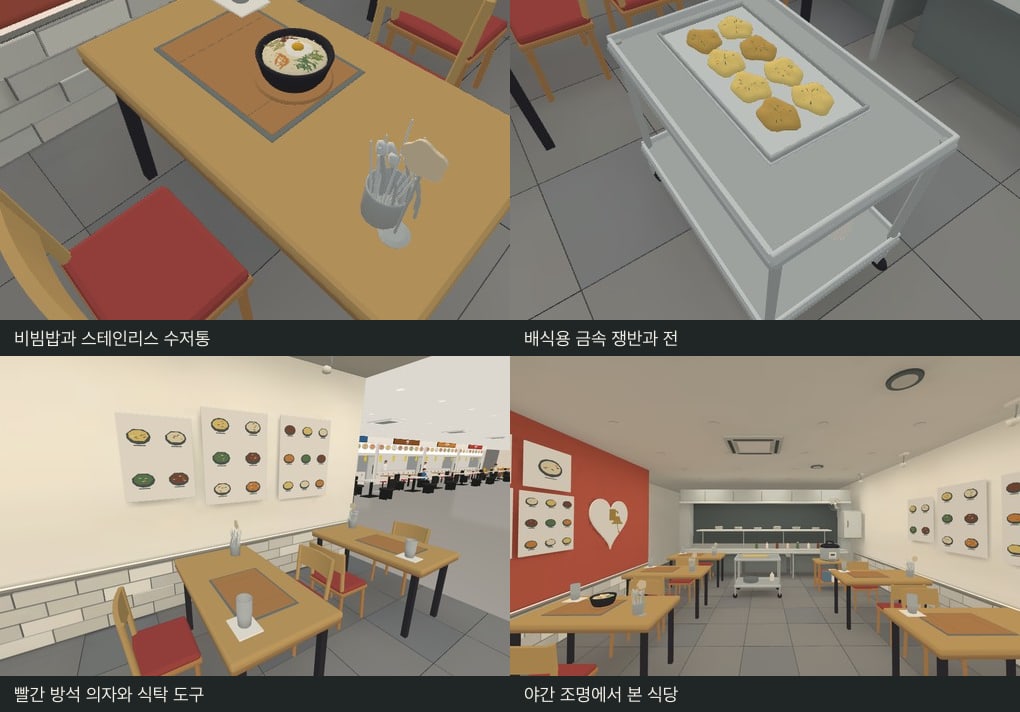 비빔밥과 스테인리스 수저통
배식용 금속 쟁반과 전
빨간 방석 의자와 식탁 도구
야간 조명에서 본 식당